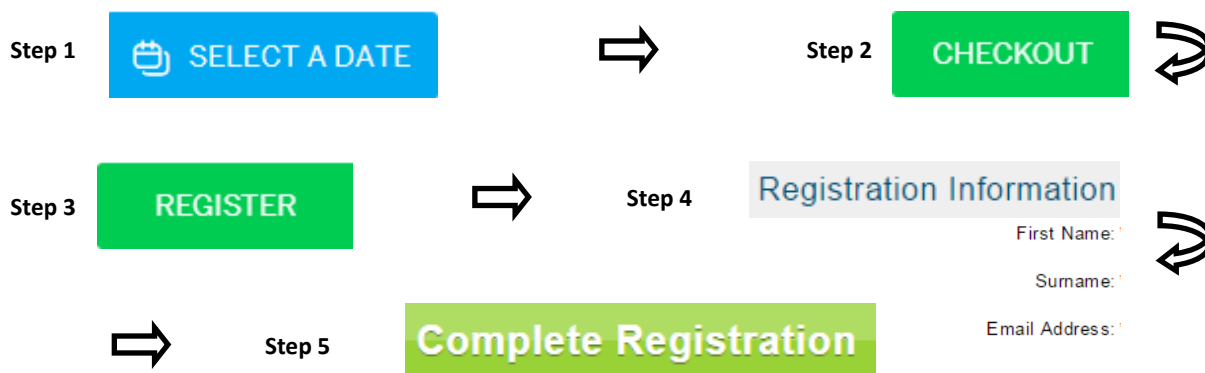 Step 1
SELECT A DATE
Step 2
CHECKOUT
Step 3
REGISTER
Step 4
Registration Information
First Name: *
Surname: *
Email Address: *
Step 5
Complete Registration